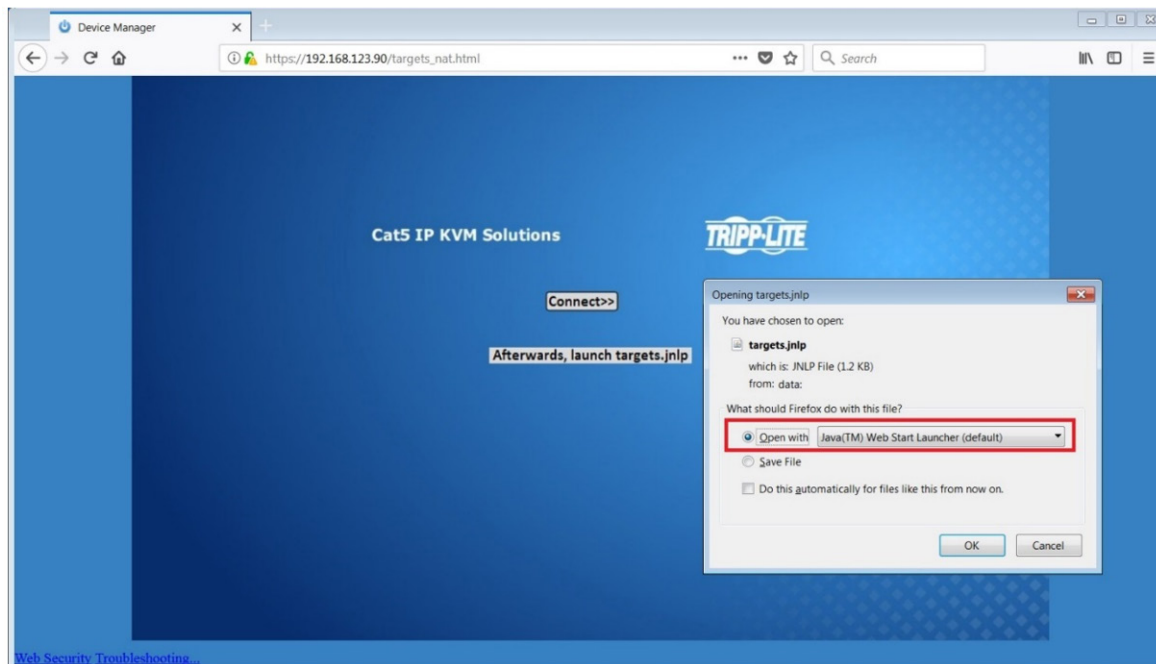 Device Manager
https://192.168.123.90/targets_nat.html
Search
Cat5 IP KVM Solutions
TRIPP·LITE
Connect>>
Afterwards, launch targets.jnlp
Opening targets.jnlp
You have chosen to open:
targets.jnlp
which is: JNLP File (1.2 KB)
from: data:
What should Firefox do with this file?
Open with Java(TM) Web Start Launcher (default)
Save File
Do this automatically for files like this from now on.
OK Cancel
Web Security Troubleshooting...